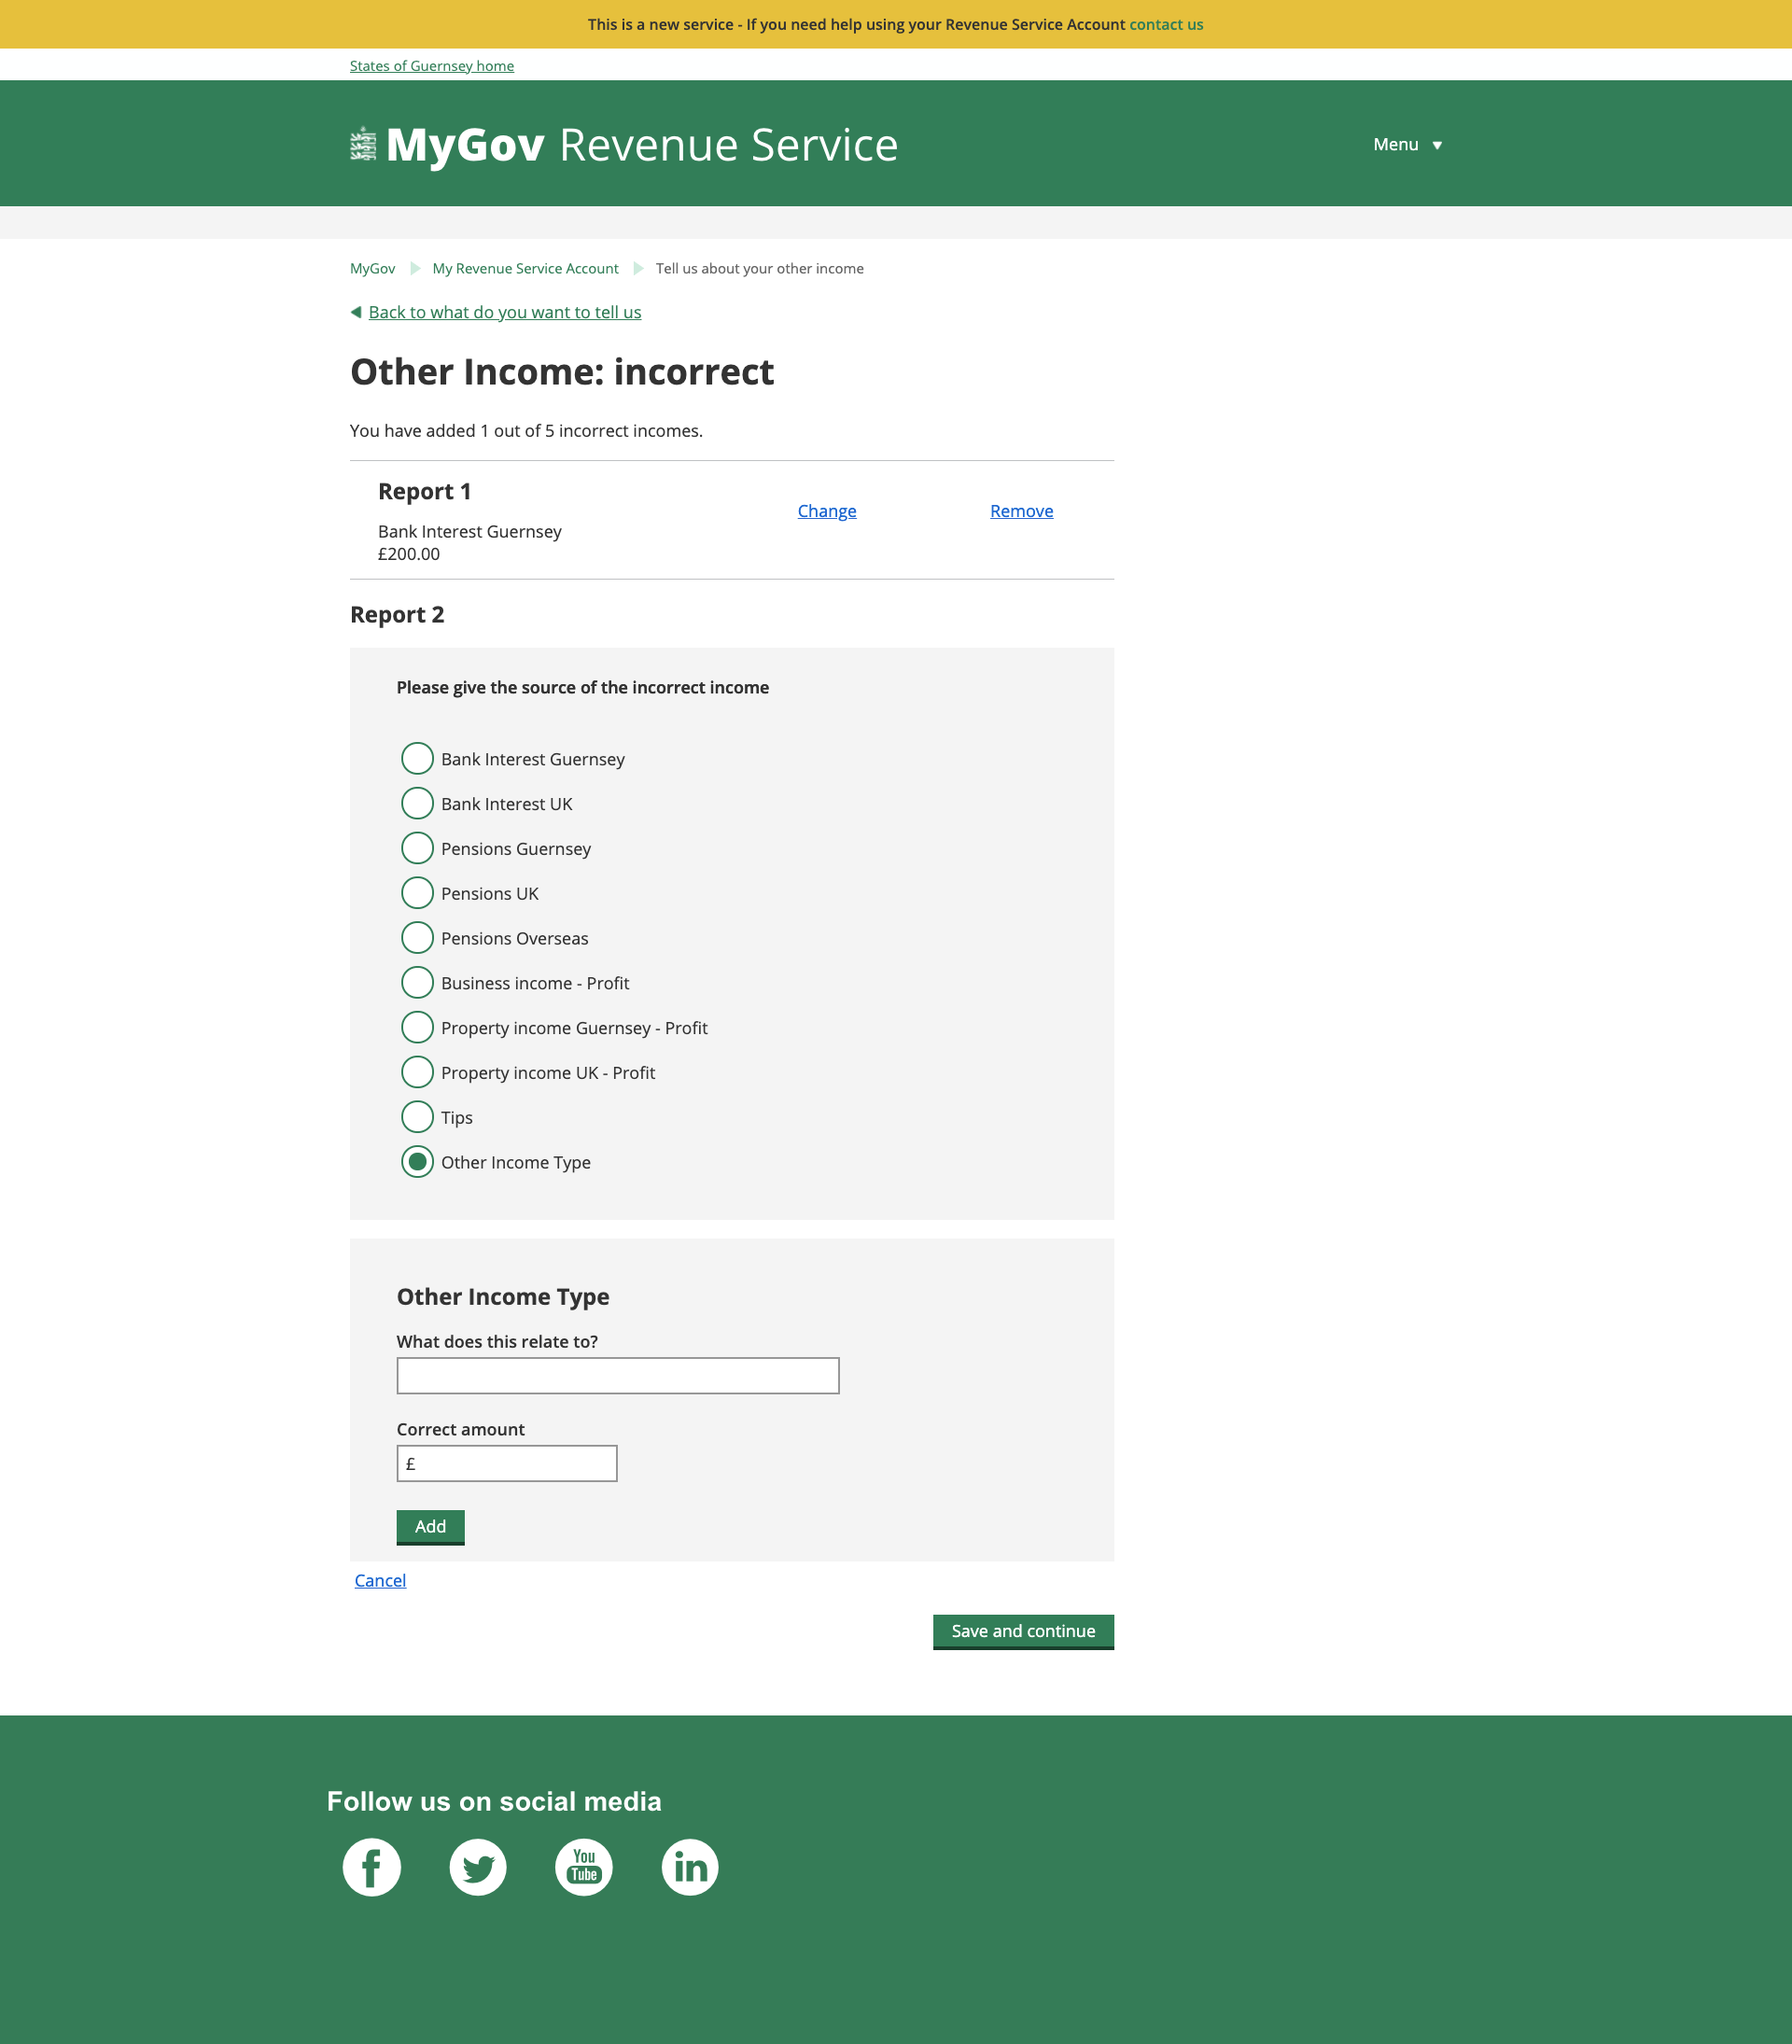 This is a new service - If you need help using your Revenue Service Account contact us
States of Guernsey home
MyGov Revenue Service
Menu
MyGov
My Revenue Service Account
Tell us about your other income
Back to what do you want to tell us
Other Income: incorrect
You have added 1 out of 5 incorrect incomes.
Report 1
Change
Remove
Bank Interest Guernsey
£200.00
Report 2
Please give the source of the incorrect income
Bank Interest Guernsey
Bank Interest UK
Pensions Guernsey
Pensions UK
Pensions Overseas
Business income - Profit
Property income Guernsey - Profit
Property income UK - Profit
Tips
Other Income Type
Other Income Type
What does this relate to?
Correct amount
£
Add
Cancel
Save and continue
Follow us on social media
f
You
Tube
in